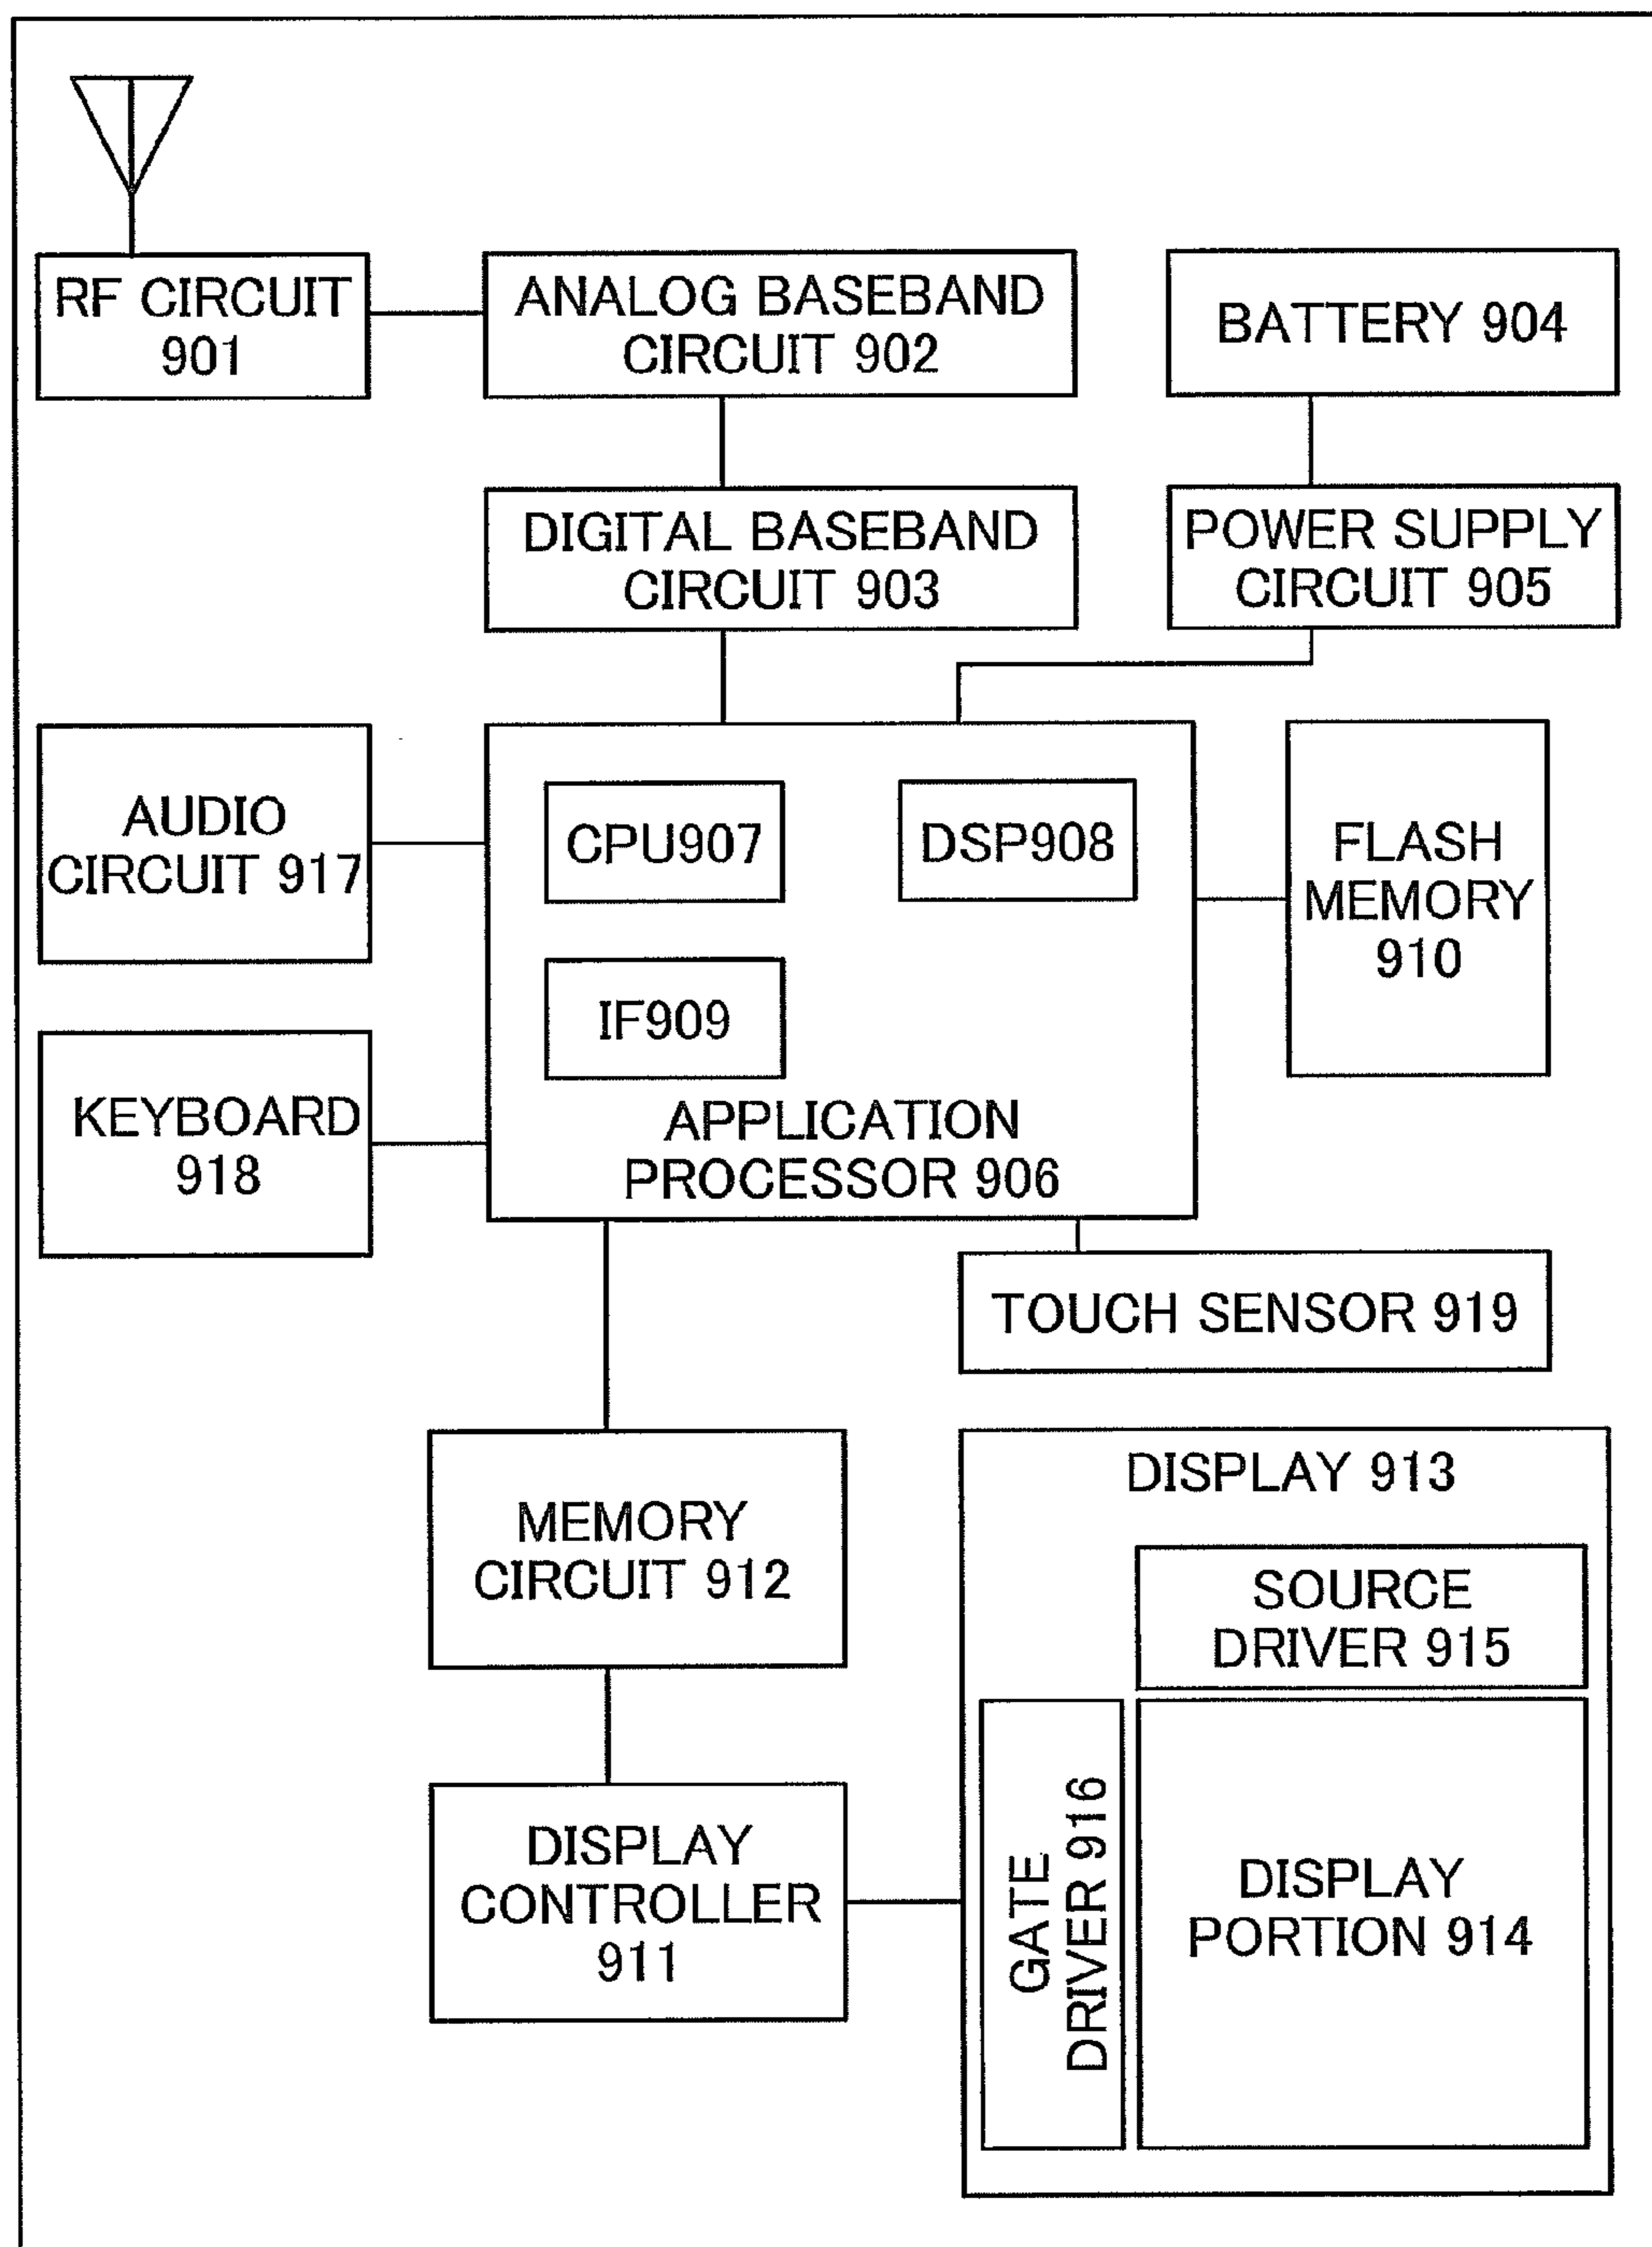 RF CIRCUIT
901
ANALOG BASEBAND
CIRCUIT 902
BATTERY 904
DIGITAL BASEBAND
CIRCUIT 903
POWER SUPPLY
CIRCUIT 905
AUDIO
CIRCUIT 917
CPU907
DSP908
FLASH
MEMORY
910
IF909
KEYBOARD
918
APPLICATION
PROCESSOR 906
TOUCH SENSOR 919
MEMORY
CIRCUIT 912
DISPLAY 913
SOURCE
DRIVER 915
DISPLAY
CONTROLLER
911
GATE
DRIVER 916
DISPLAY
PORTION 914